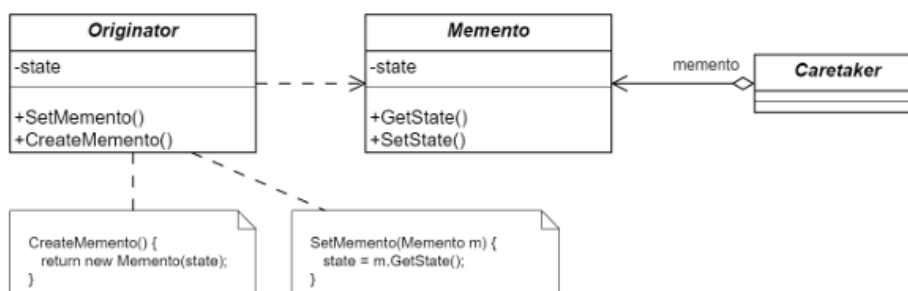 Originator
-state
+SetMemento()
+CreateMemento()
Memento
-state
+GetState()
+SetState()
memento
Caretaker
CreateMemento() {
return new Memento(state);
}
SetMemento(Memento m) {
state = m.GetState();
}